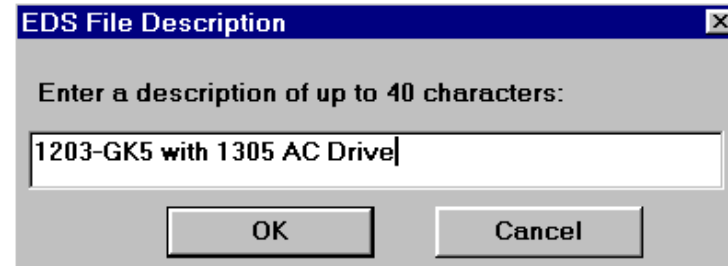 EDS File Description
Enter a description of up to 40 characters:
1203-GK5 with 1305 AC Drive
OK Cancel